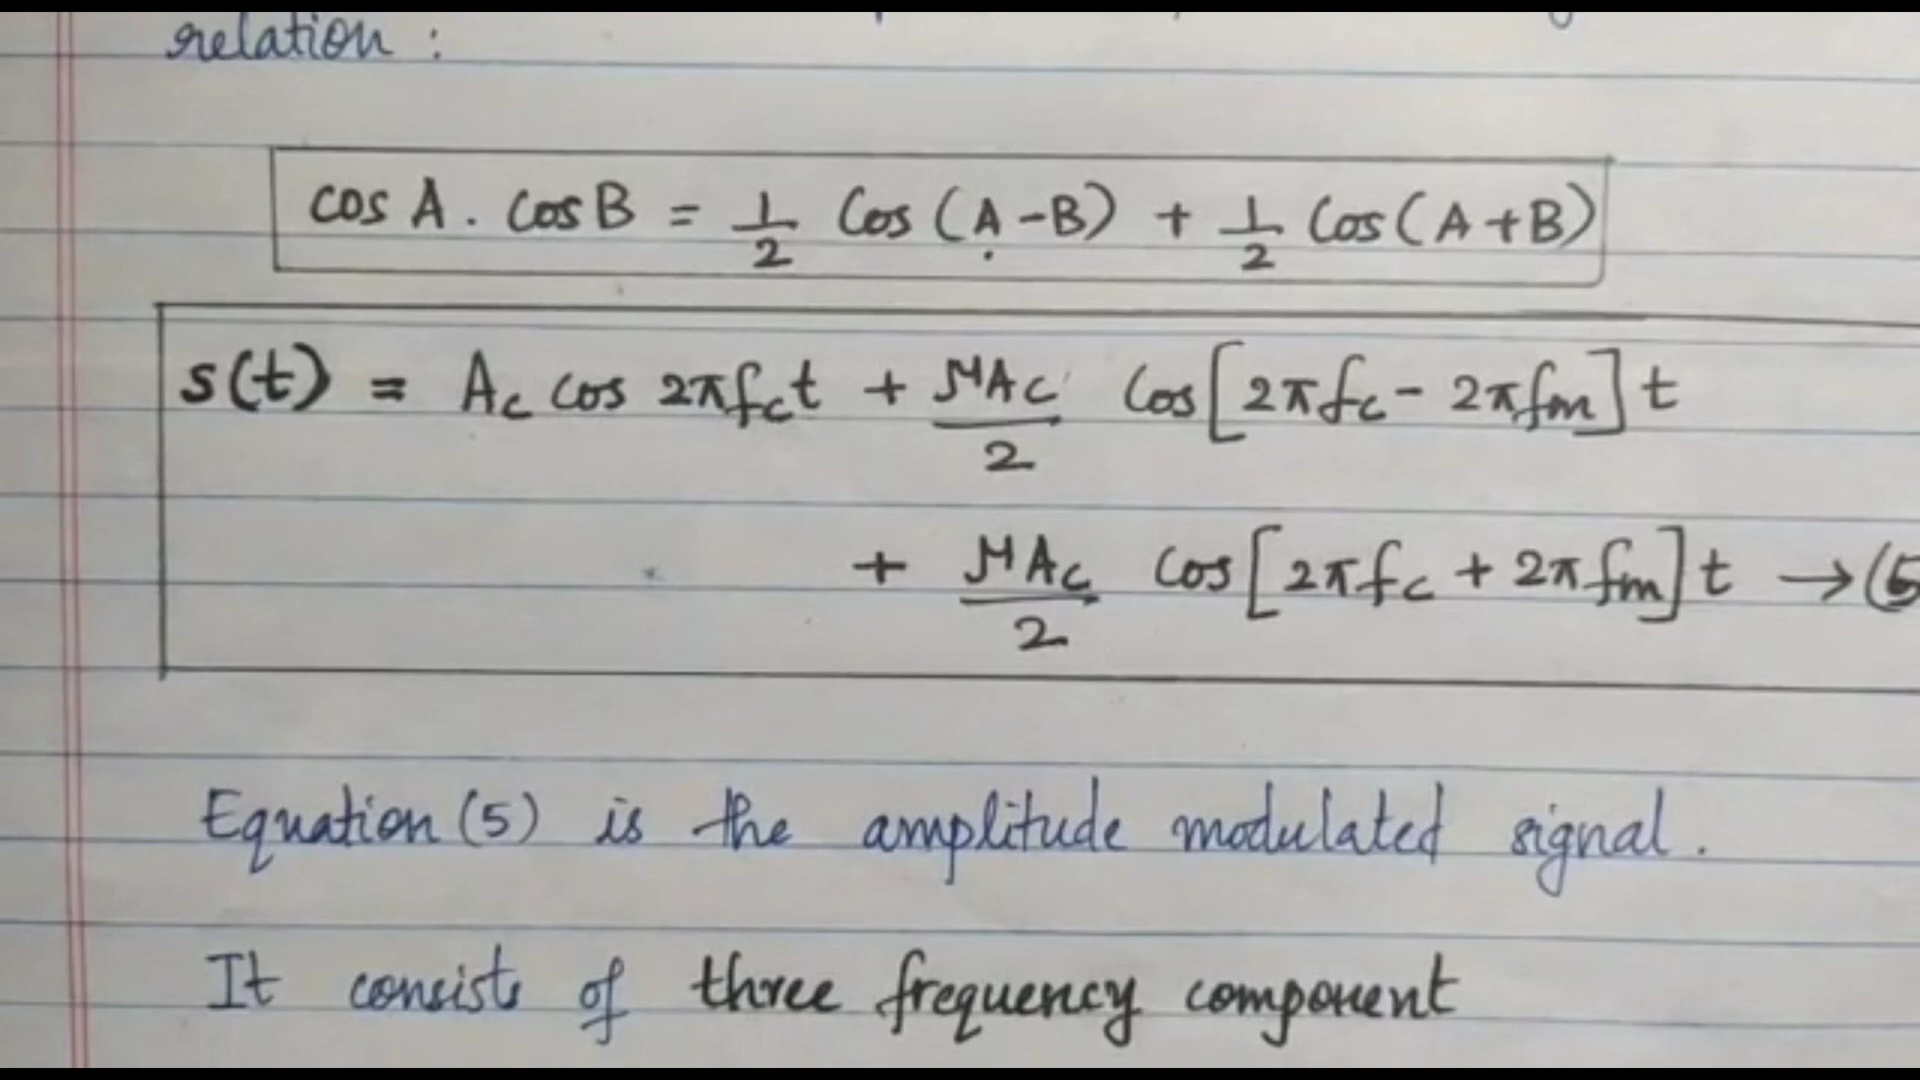 relation :
cos A . cos B = 1/2 Cos (A - B) + 1/2 Cos (A + B)
s(t) = Ac cos 2πfct + μAc/2 Cos [2πfc - 2πfm] t
+ μAc/2 Cos [2πfc + 2πfm] t → (5
Equation (5) is the amplitude modulated signal.
It consists of three frequency component